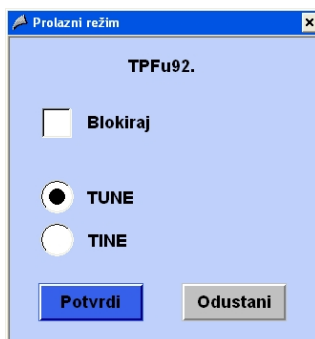 Prolazni režim
TPFu92.
Blokiraj
TUNE
TINE
Potvrdi
Odustani